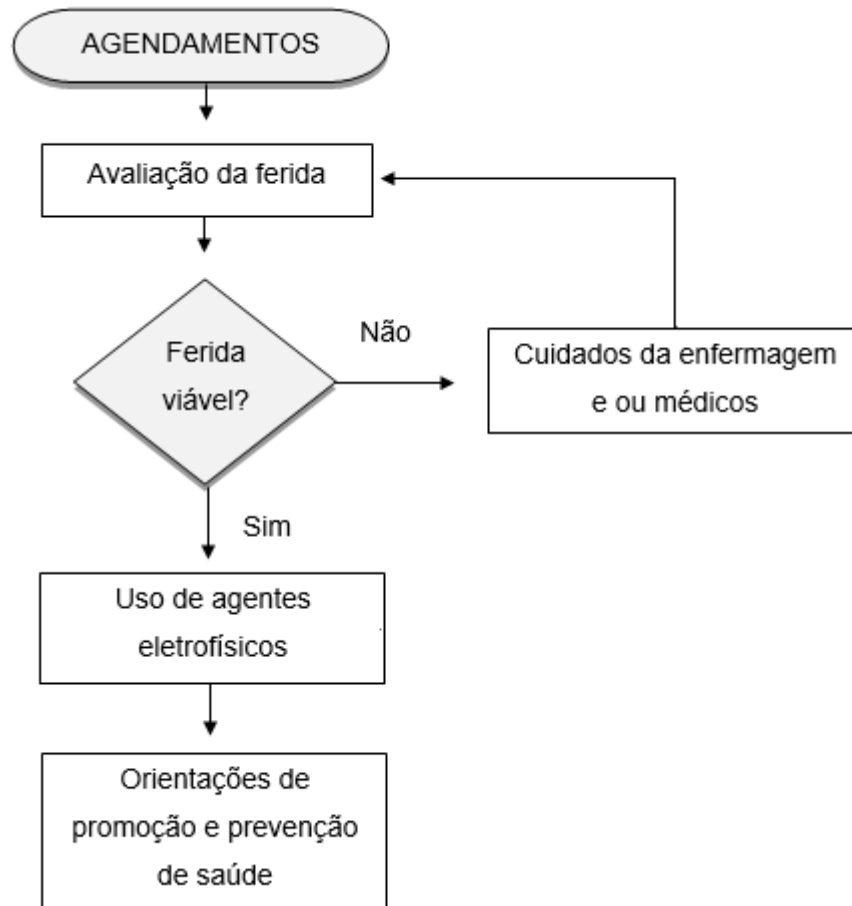 AGENDAMENTOS
Avaliação da ferida
Ferida
viável?
Não
Cuidados da enfermagem
e ou médicos
Sim
Uso de agentes
eletrofísicos
Orientações de
promoção e prevenção
de saúde